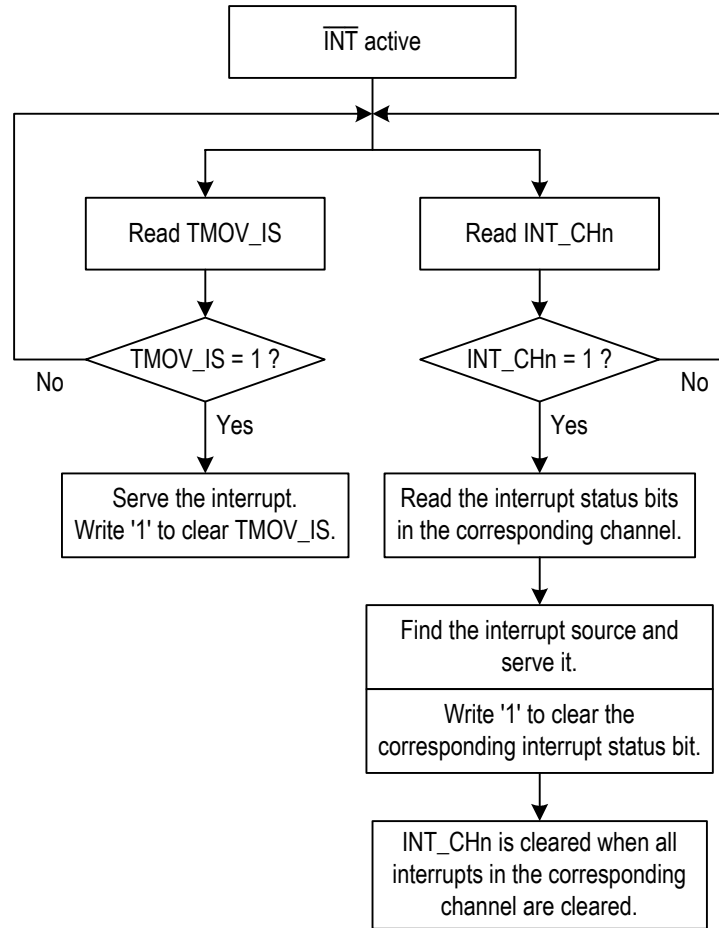 INT active
Read TMOV_IS
Read INT_CHn
TMOV_IS = 1 ?
INT_CHn = 1 ?
No
No
Yes
Yes
Serve the interrupt.
Write '1' to clear TMOV_IS.
Read the interrupt status bits
in the corresponding channel.
Find the interrupt source and
serve it.
Write '1' to clear the
corresponding interrupt status bit.
INT_CHn is cleared when all
interrupts in the corresponding
channel are cleared.